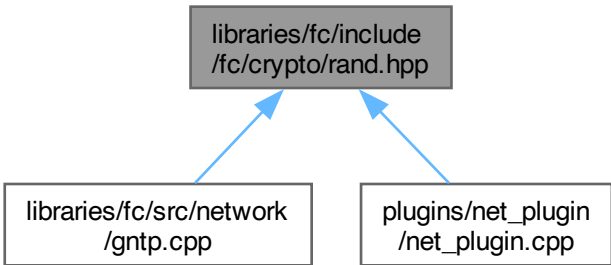 libraries/fc/include
/fc/crypto/rand.hpp
libraries/fc/src/network
/gntp.cpp
plugins/net_plugin
/net_plugin.cpp